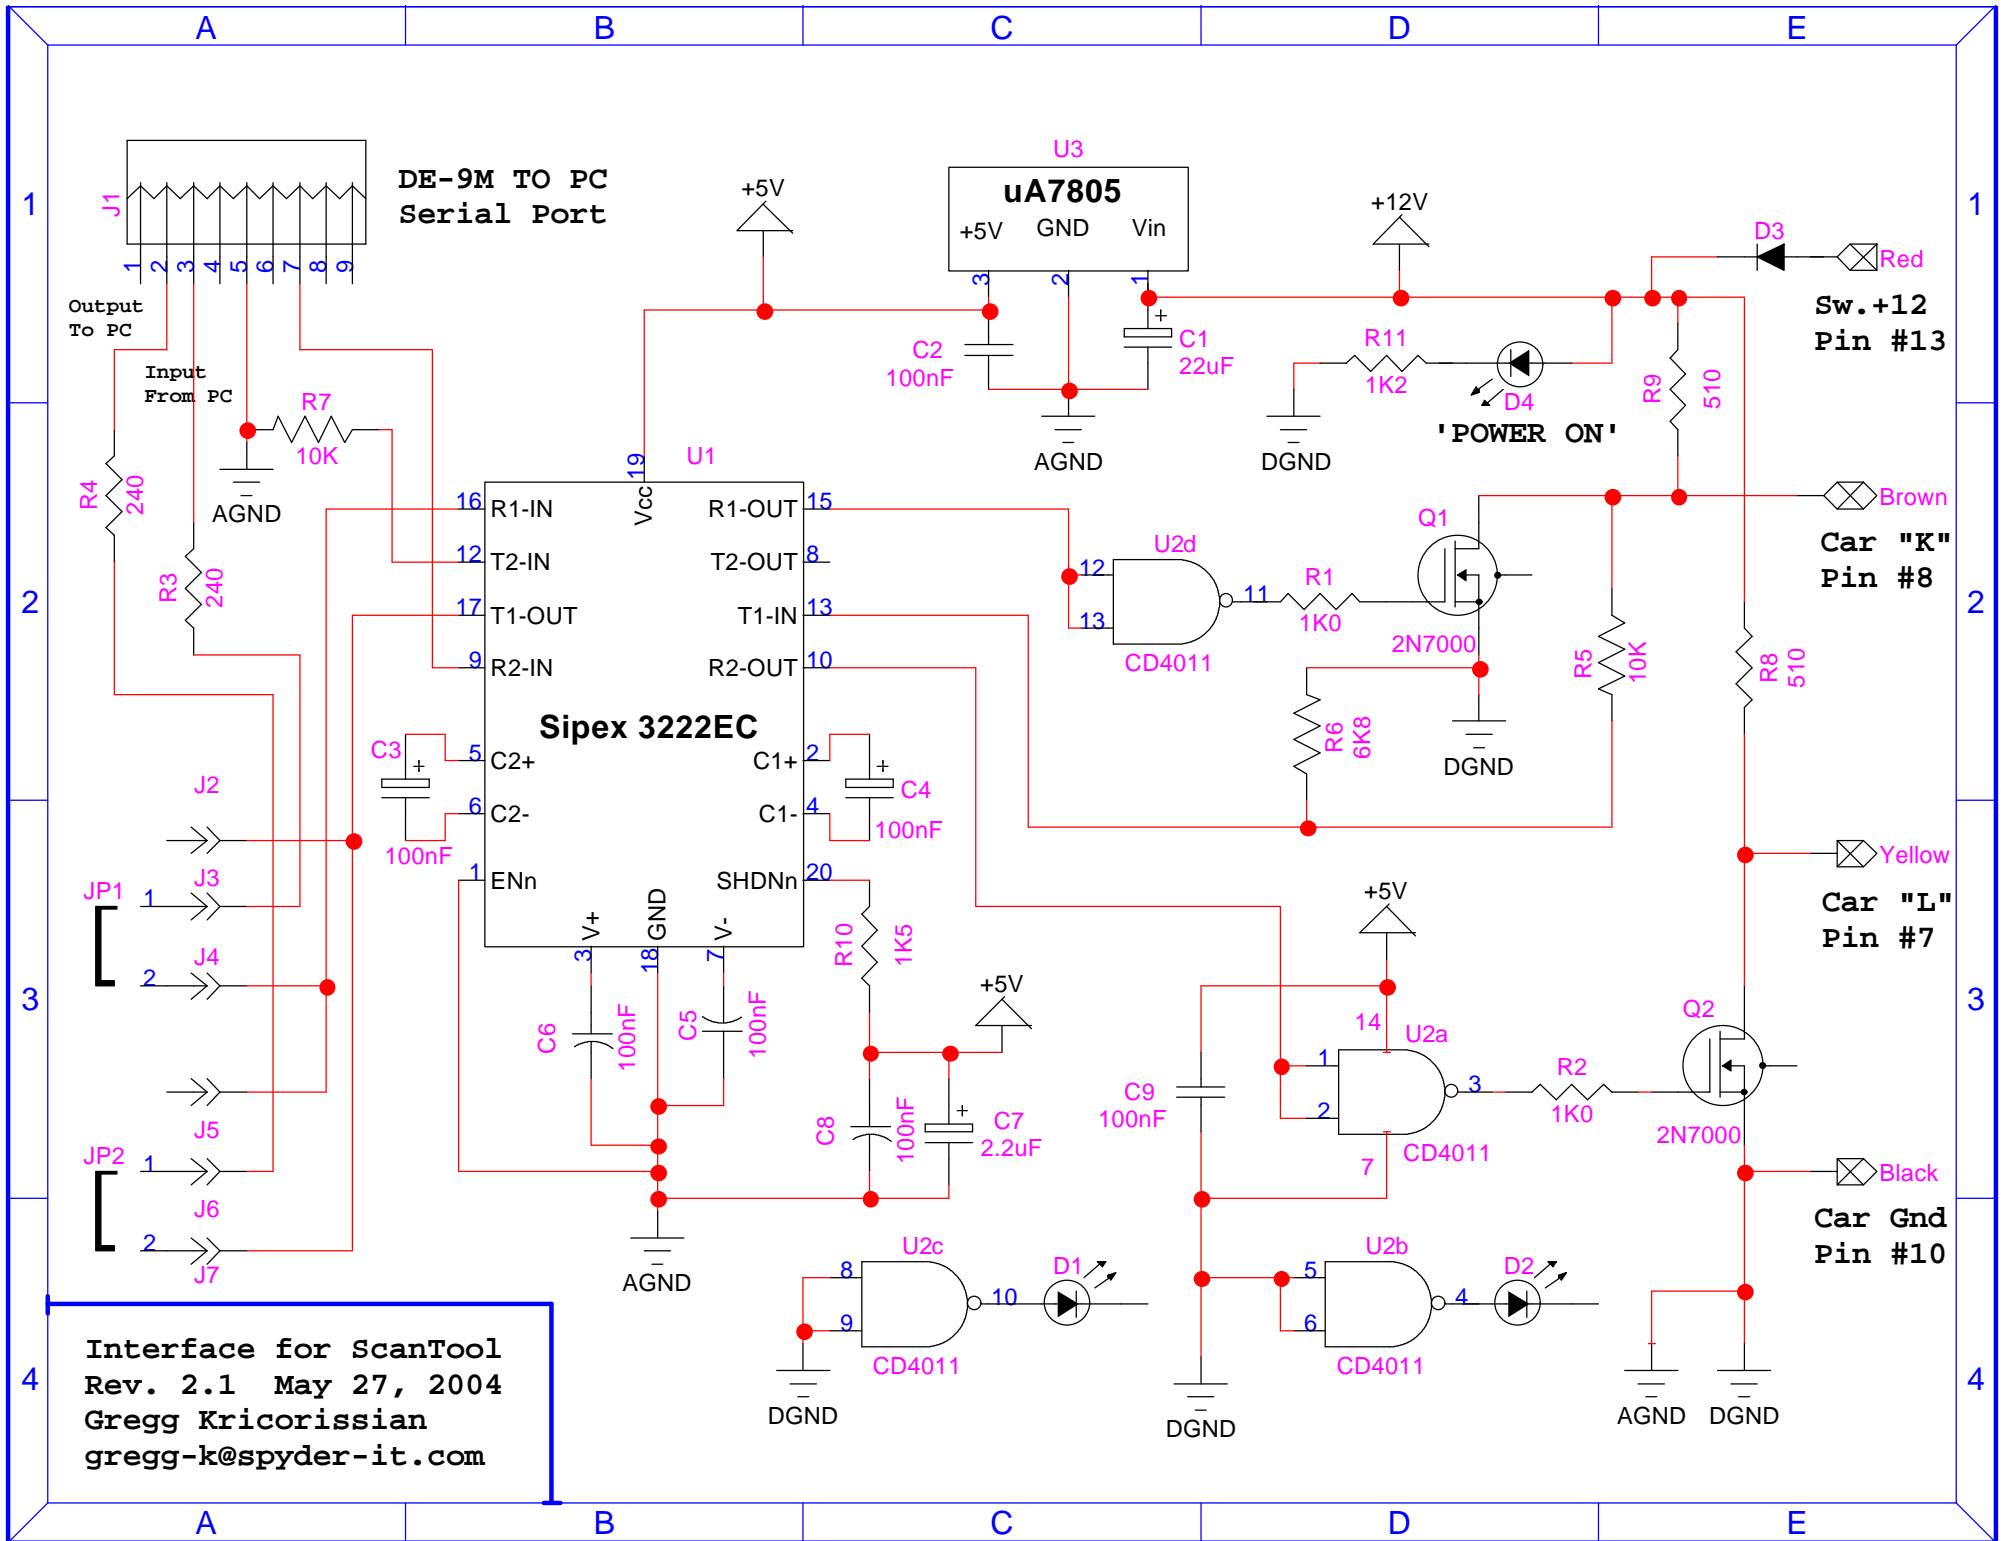 A B C D E
1
1
J1
DE-9M TO PC
Serial Port
1 2 3 4 5 6 7 8 9
Output
To PC
Input
From PC
+5V
U3
uA7805
+5V GND Vin
3 2 1
C2
100nF
+
C1
22uF
AGND
+12V
R11
1K2
D4
'POWER ON'
DGND
D3
Red
Sw.+12
Pin #13
R9
510
R7
10K
AGND
R4
240
R3
240
2
2
U1
19
Vcc
16 R1-IN R1-OUT 15
12 T2-IN T2-OUT 8
17 T1-OUT T1-IN 13
9 R2-IN R2-OUT 10
Sipex 3222EC
5 C2+ C1+ 2
6 C2- C1- 4
1 ENn SHDNn 20
V+ GND V-
3 18 7
C3
+
100nF
+
C4
100nF
U2d
12
13
11
CD4011
R1
1K0
Q1
2N7000
R6
6K8
DGND
R5
10K
R8
510
Brown
Car "K"
Pin #8
3
3
J2
JP1
1 J3
2 J4
J5
JP2
1
J6
2
J7
C6
100nF
C5
100nF
AGND
R10
1K5
+5V
C8
100nF
+
C7
2.2uF
+5V
14
U2a
1
2
3
7
CD4011
C9
100nF
R2
1K0
Q2
2N7000
Yellow
Car "L"
Pin #7
Black
Car Gnd
Pin #10
4
4
U2c
8
9
10
CD4011
D1
DGND
U2b
5
6
4
CD4011
D2
DGND
AGND DGND
Interface for ScanTool
Rev. 2.1 May 27, 2004
Gregg Kricorissian
gregg-k@spyder-it.com
A B C D E